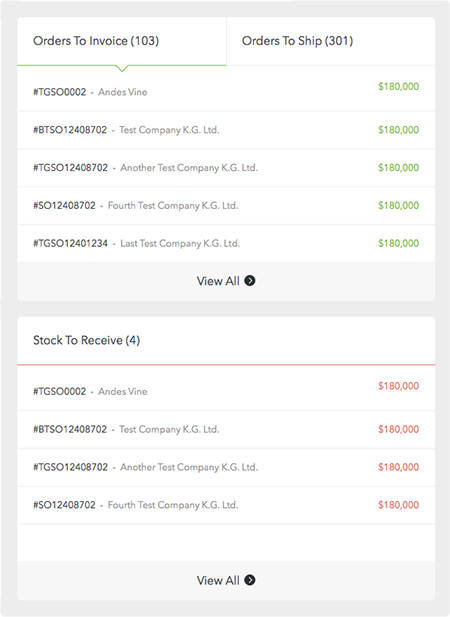 Orders To Invoice (103) Orders To Ship (301)
#TGSO0002 - Andes Vine $180,000
#BTSO12408702 - Test Company K.G. Ltd. $180,000
#TGSO12408702 - Another Test Company K.G. Ltd. $180,000
#SO12408702 - Fourth Test Company K.G. Ltd. $180,000
#TGSO12401234 - Last Test Company K.G. Ltd. $180,000
View All
Stock To Receive (4)
#TGSO0002 - Andes Vine $180,000
#BTSO12408702 - Test Company K.G. Ltd. $180,000
#TGSO12408702 - Another Test Company K.G. Ltd. $180,000
#SO12408702 - Fourth Test Company K.G. Ltd. $180,000
View All